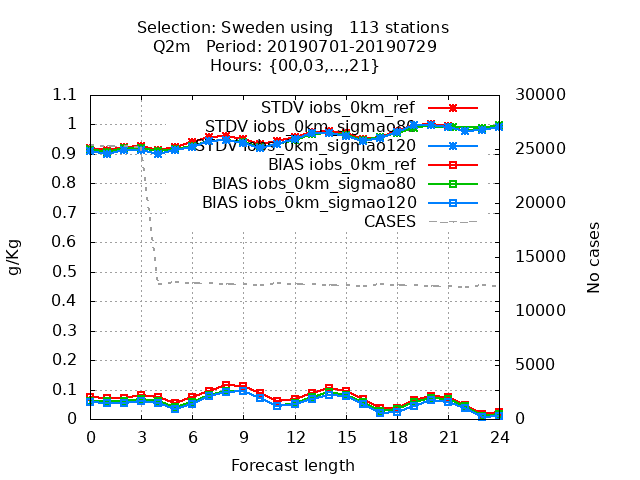 Selection: Sweden using   113 stations
Q2m   Period: 20190701-20190729
Hours: {00,03,...,21}
STDV iobs_0km_ref
STDV iobs_0km_sigmao80
STDV iobs_0km_sigmao120
BIAS iobs_0km_ref
BIAS iobs_0km_sigmao80
BIAS iobs_0km_sigmao120
CASES
1.1
1
0.9
0.8
0.7
0.6
0.5
0.4
0.3
0.2
0.1
0
g/Kg
30000
25000
20000
15000
10000
5000
0
No cases
0 3 6 9 12 15 18 21 24
Forecast length